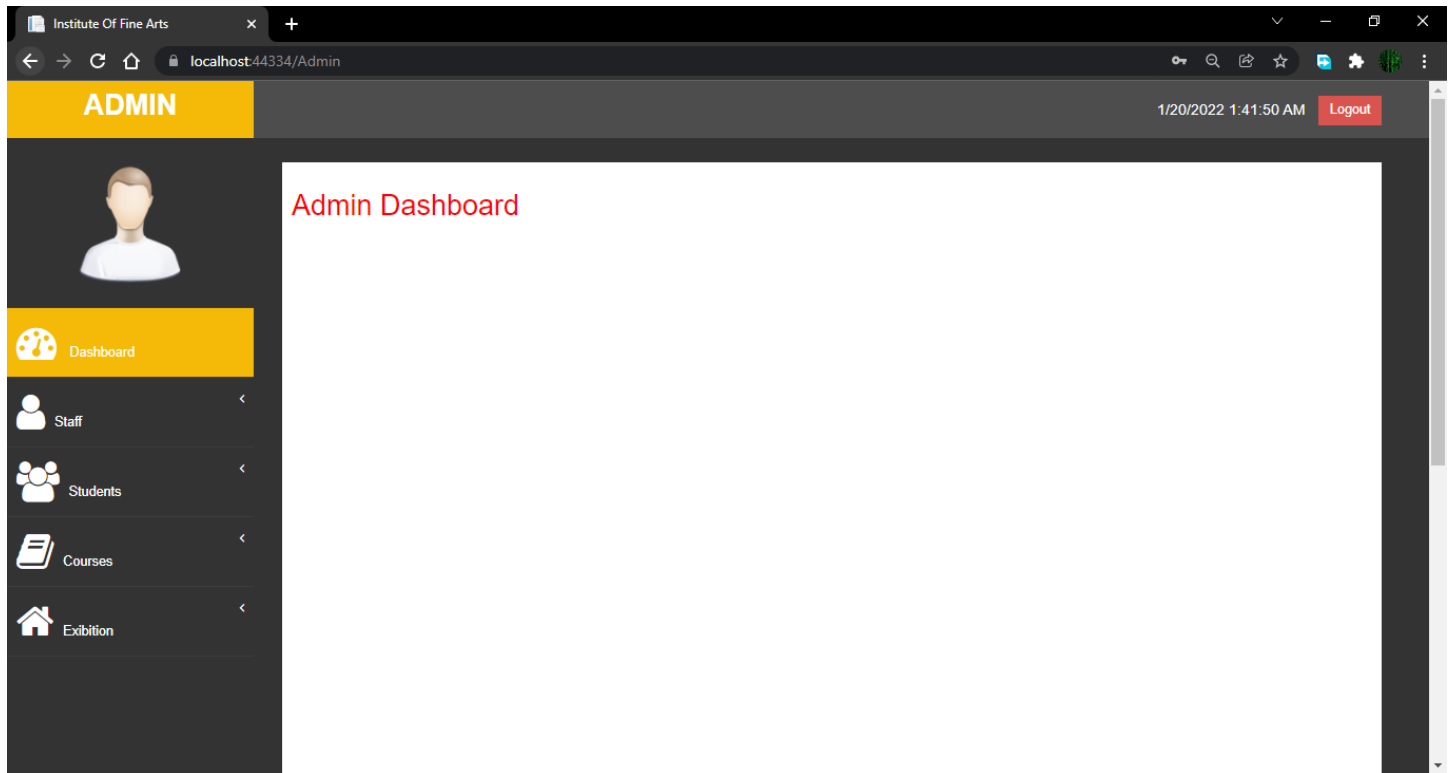 Institute Of Fine Arts
localhost:44334/Admin
ADMIN
1/20/2022 1:41:50 AM Logout
Admin Dashboard
Dashboard
Staff
Students
Courses
Exibition